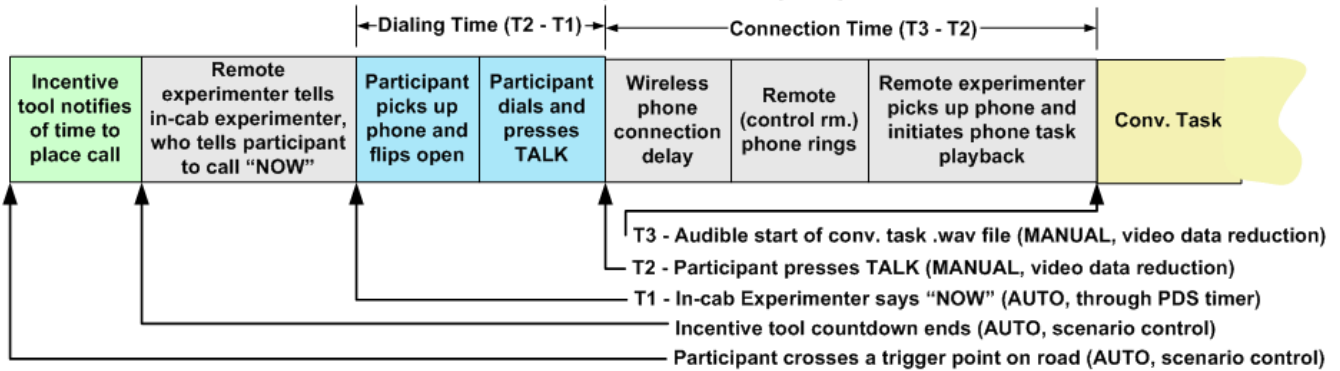 Dialing Time (T2 - T1)
Connection Time (T3 - T2)
Incentive
tool notifies
of time to
place call
Remote
experimenter tells
in-cab experimenter,
who tells participant
to call “NOW”
Participant
picks up
phone and
flips open
Participant
dials and
presses
TALK
Wireless
phone
connection
delay
Remote
(control rm.)
phone rings
Remote experimenter
picks up phone and
initiates phone task
playback
Conv. Task
T3 - Audible start of conv. task .wav file (MANUAL, video data reduction)
T2 - Participant presses TALK (MANUAL, video data reduction)
T1 - In-cab Experimenter says “NOW” (AUTO, through PDS timer)
Incentive tool countdown ends (AUTO, scenario control)
Participant crosses a trigger point on road (AUTO, scenario control)